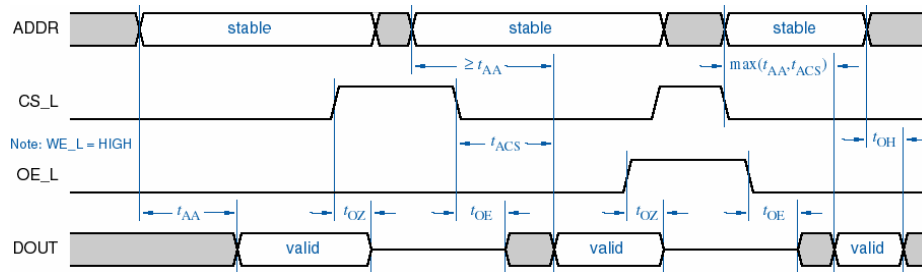 ADDR stable stable stable
≥ tAA max(tAA, tACS)
CS_L
Note: WE_L = HIGH tACS tOH
OE_L
tAA tOZ tOE tOZ tOE
DOUT valid valid valid